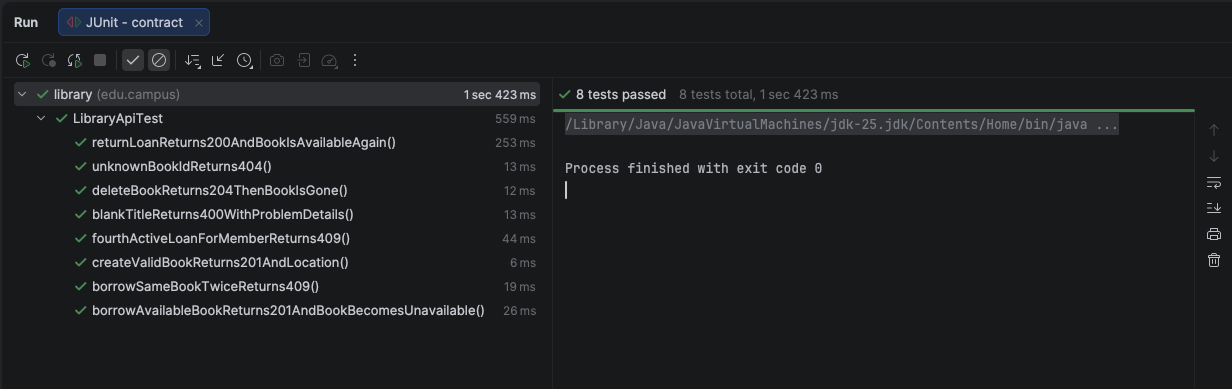 Run JUnit - contract
library (edu.campus) 1 sec 423 ms
LibraryApiTest 559 ms
returnLoanReturns200AndBookIsAvailableAgain() 253 ms
unknownBookIdReturns404() 13 ms
deleteBookReturns204ThenBookIsGone() 12 ms
blankTitleReturns400WithProblemDetails() 13 ms
fourthActiveLoanForMemberReturns409() 44 ms
createValidBookReturns201AndLocation() 6 ms
borrowSameBookTwiceReturns409() 19 ms
borrowAvailableBookReturns201AndBookBecomesUnavailable() 26 ms
8 tests passed 8 tests total, 1 sec 423 ms
/Library/Java/JavaVirtualMachines/jdk-25.jdk/Contents/Home/bin/java ...
Process finished with exit code 0